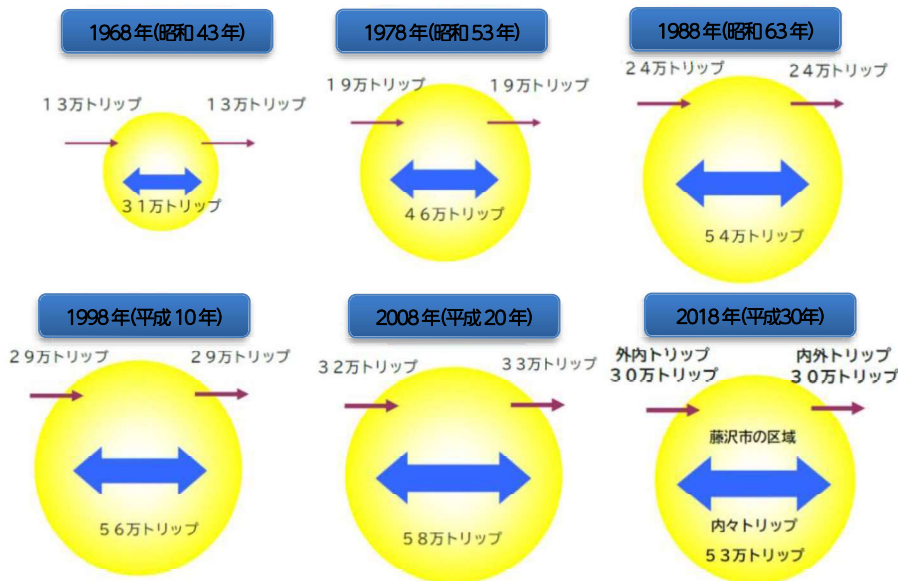 1968年(昭和43年)
13万トリップ
13万トリップ
31万トリップ
1978年(昭和53年)
19万トリップ
19万トリップ
46万トリップ
1988年(昭和63年)
24万トリップ
24万トリップ
54万トリップ
1998年(平成10年)
29万トリップ
29万トリップ
56万トリップ
2008年(平成20年)
32万トリップ
33万トリップ
58万トリップ
2018年(平成30年)
外内トリップ
30万トリップ
内外トリップ
30万トリップ
藤沢市の区域
内々トリップ
53万トリップ